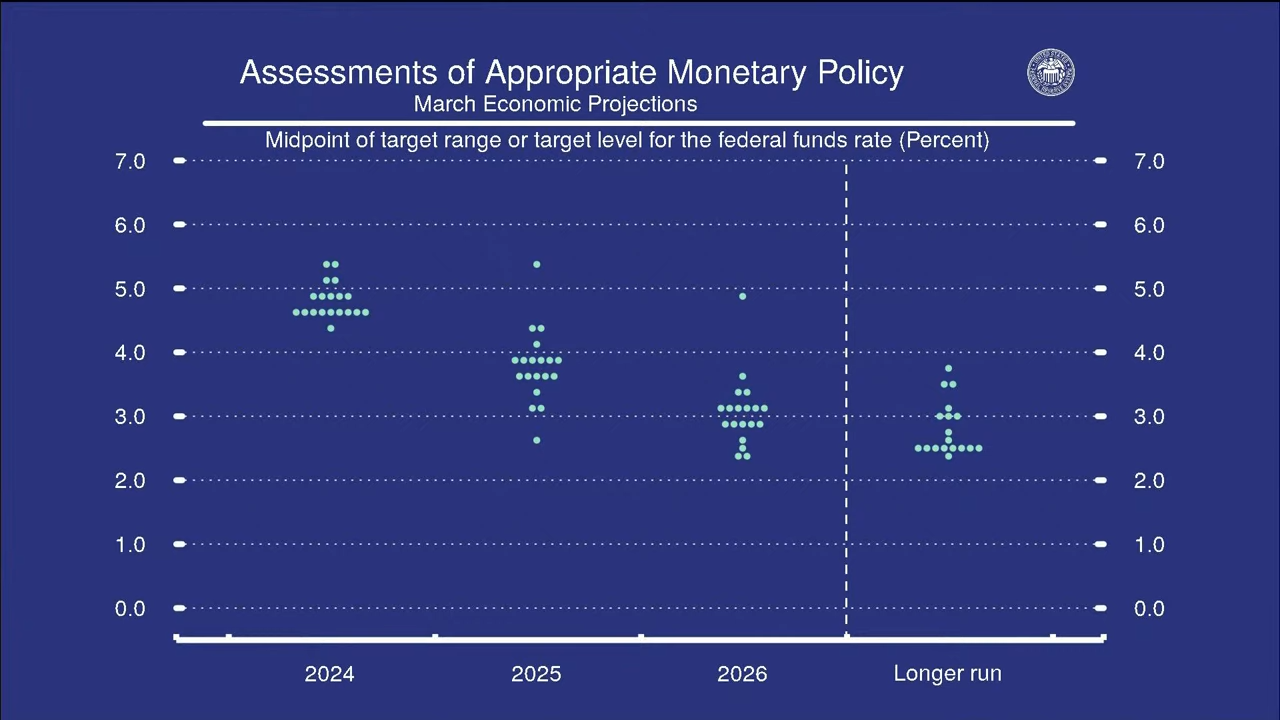 Assessments of Appropriate Monetary Policy
March Economic Projections
Midpoint of target range or target level for the federal funds rate (Percent)
7.0 7.0
6.0 6.0
5.0 5.0
4.0 4.0
3.0 3.0
2.0 2.0
1.0 1.0
0.0 0.0
2024 2025 2026 Longer run